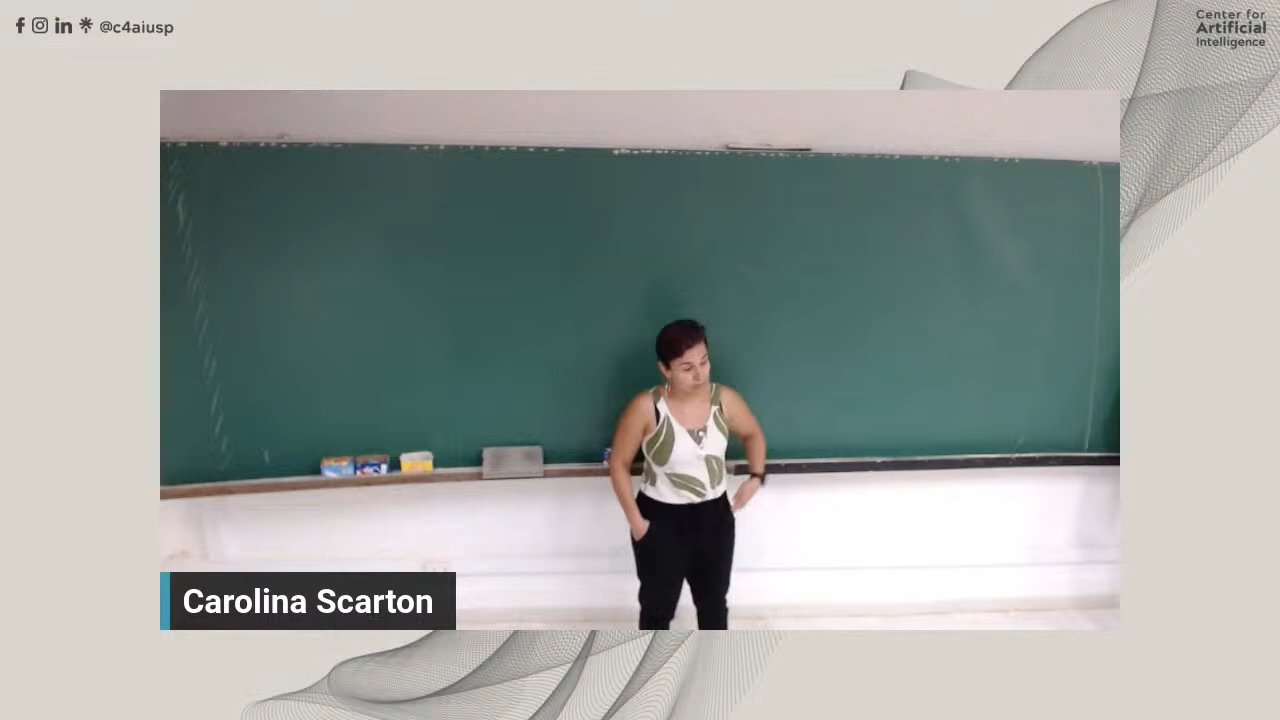 @c4aiusp
Center for
Artificial
Intelligence
Carolina Scarton